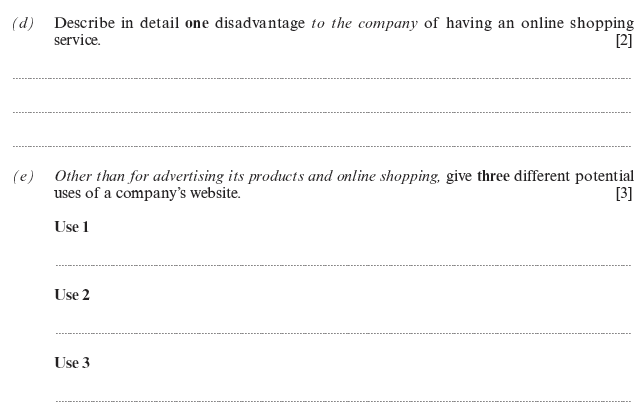 (d) Describe in detail one disadvantage to the company of having an online shopping
service. [2]
(e) Other than for advertising its products and online shopping, give three different potential
uses of a company's website. [3]
Use 1
Use 2
Use 3